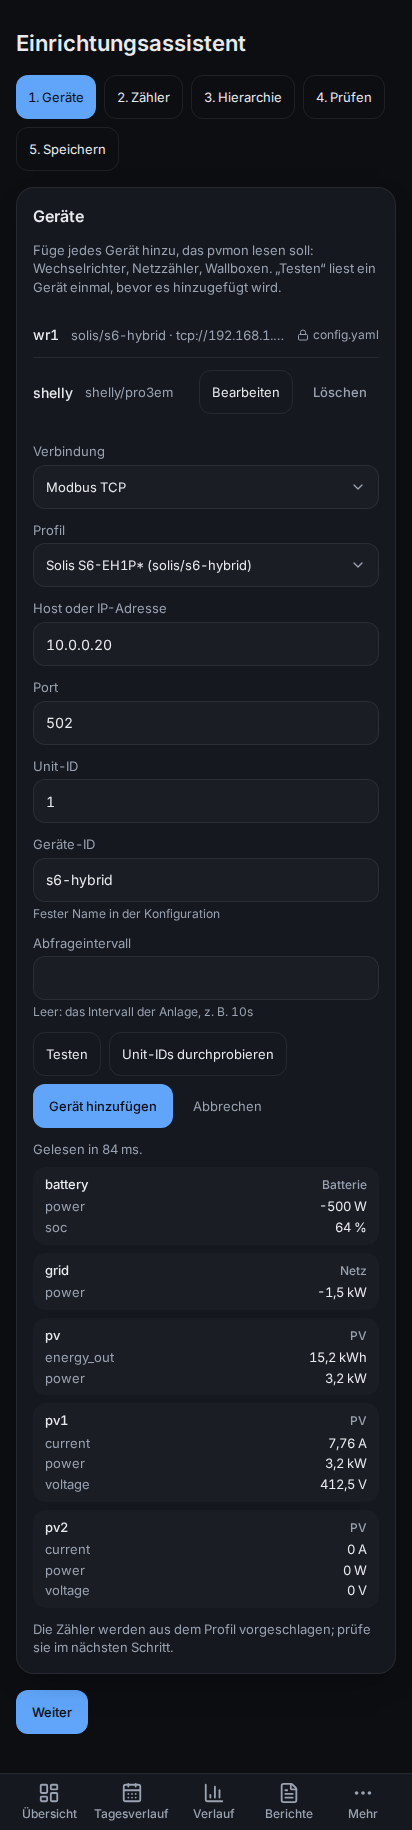 Einrichtungsassistent
1. Geräte
2. Zähler
3. Hierarchie
4. Prüfen
5. Speichern
Geräte
Füge jedes Gerät hinzu, das pvmon lesen soll:
Wechselrichter, Netzzähler, Wallboxen. „Testen“ liest ein
Gerät einmal, bevor es hinzugefügt wird.
wr1 solis/s6-hybrid · tcp://192.168.1.… config.yaml
shelly shelly/pro3em Bearbeiten Löschen
Verbindung
Modbus TCP
Profil
Solis S6-EH1P* (solis/s6-hybrid)
Host oder IP-Adresse
10.0.0.20
Port
502
Unit-ID
1
Geräte-ID
s6-hybrid
Fester Name in der Konfiguration
Abfrageintervall
Leer: das Intervall der Anlage, z. B. 10s
Testen Unit-IDs durchprobieren
Gerät hinzufügen Abbrechen
Gelesen in 84 ms.
battery Batterie
power -500 W
soc 64 %
grid Netz
power -1,5 kW
pv PV
energy_out 15,2 kWh
power 3,2 kW
pv1 PV
current 7,76 A
power 3,2 kW
voltage 412,5 V
pv2 PV
current 0 A
power 0 W
voltage 0 V
Die Zähler werden aus dem Profil vorgeschlagen; prüfe
sie im nächsten Schritt.
Weiter
Übersicht Tagesverlauf Verlauf Berichte Mehr